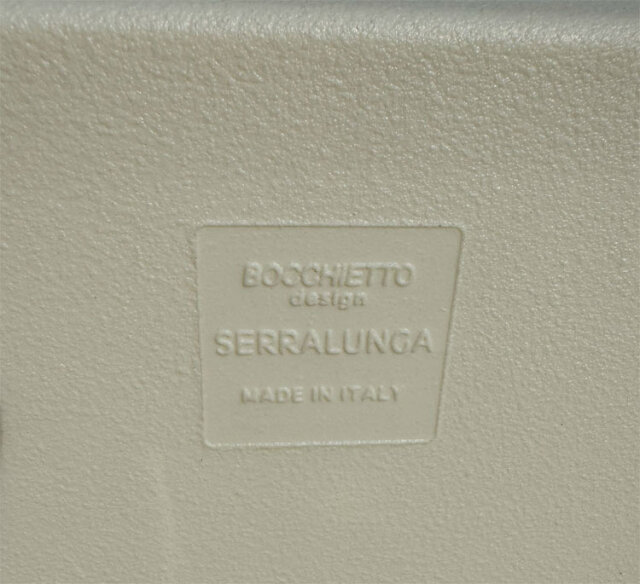 BOCCHIETTO
design
SERRALUNGA
MADE IN ITALY